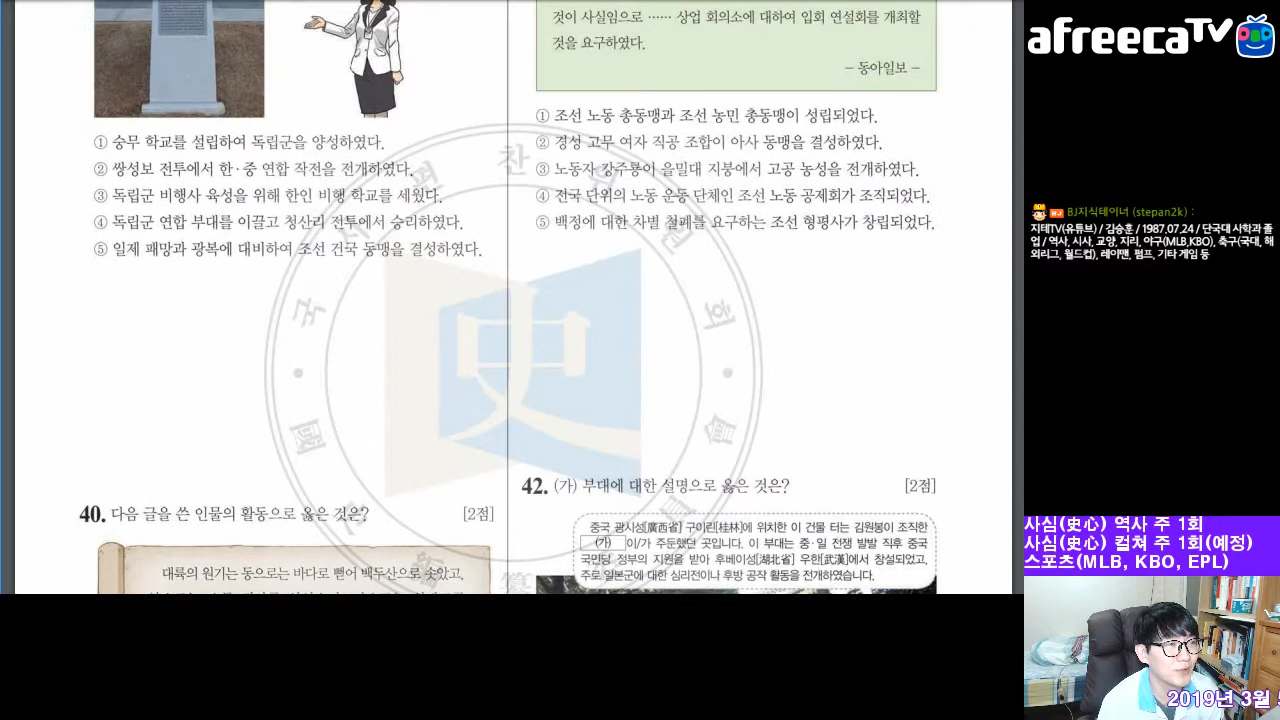 ① 숭무 학교를 설립하여 독립군을 양성하였다.
② 쌍성보 전투에서 한·중 연합 작전을 전개하였다.
③ 독립군 비행사 육성을 위해 한인 비행 학교를 세웠다.
④ 독립군 연합 부대를 이끌고 청산리 전투에서 승리하였다.
⑤ 일제 패망과 광복에 대비하여 조선 건국 동맹을 결성하였다.
40. 다음 글을 쓴 인물의 활동으로 옳은 것은? [2점]
대륙의 원기는 동으로는 바다로 뻗어 백두산으로 솟았고,
것이 사실임으로 …… 상업 회의소에 대하여 입회 연설회를 개최할
것을 요구하였다.
- 동아일보 -
① 조선 노동 총동맹과 조선 농민 총동맹이 성립되었다.
② 경성 고무 여자 직공 조합이 아사 동맹을 결성하였다.
③ 노동자 강주룡이 을밀대 지붕에서 고공 농성을 전개하였다.
④ 전국 단위의 노동 운동 단체인 조선 노동 공제회가 조직되었다.
⑤ 백정에 대한 차별 철폐를 요구하는 조선 형평사가 창립되었다.
42. (가) 부대에 대한 설명으로 옳은 것은? [2점]
중국 광시성[廣西省] 구이린[桂林]에 위치한 이 건물 터는 김원봉이 조직한
(가) 이/가 주둔했던 곳입니다. 이 부대는 중·일 전쟁 발발 직후 중국
국민당 정부의 지원을 받아 후베이성[湖北省] 우한[武漢]에서 창설되었고,
주로 일본군에 대한 심리전이나 후방 공작 활동을 전개하였습니다.
史
찬
국
회
國
會
afreecaTV
BJ지식테이너 (stepan2k) :
지테TV(유튜브) / 김승훈 / 1987.07.24 / 단국대 사학과 졸
업 / 역사, 시사, 교양, 지리, 야구(MLB,KBO), 축구(국대, 해
외리그, 월드컵), 레이맨, 펌프, 기타 게임 등
사심(史心) 역사 주 1회
사심(史心) 컬쳐 주 1회(예정)
스포츠(MLB, KBO, EPL)
2019년 3월